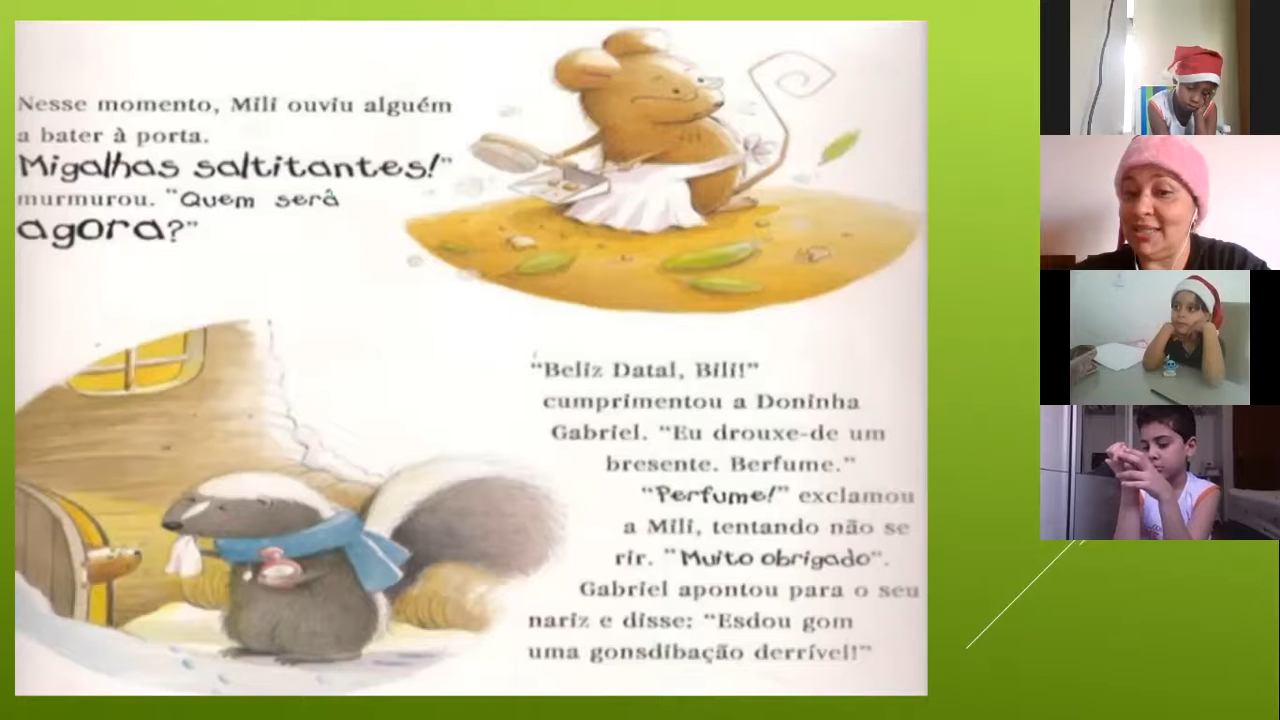 Nesse momento, Mili ouviu alguém
a bater à porta.
Migalhas saltitantes!"
murmurou. "Quem será
agora?"
"Beliz Datal, Bili!"
cumprimentou a Doninha
Gabriel. "Eu drouxe-de um
bresente. Berfume."
"Perfume!" exclamou
a Mili, tentando não se
rir. "Muito obrigado".
Gabriel apontou para o seu
nariz e disse: "Esdou gom
uma gonsdibação derrível!"